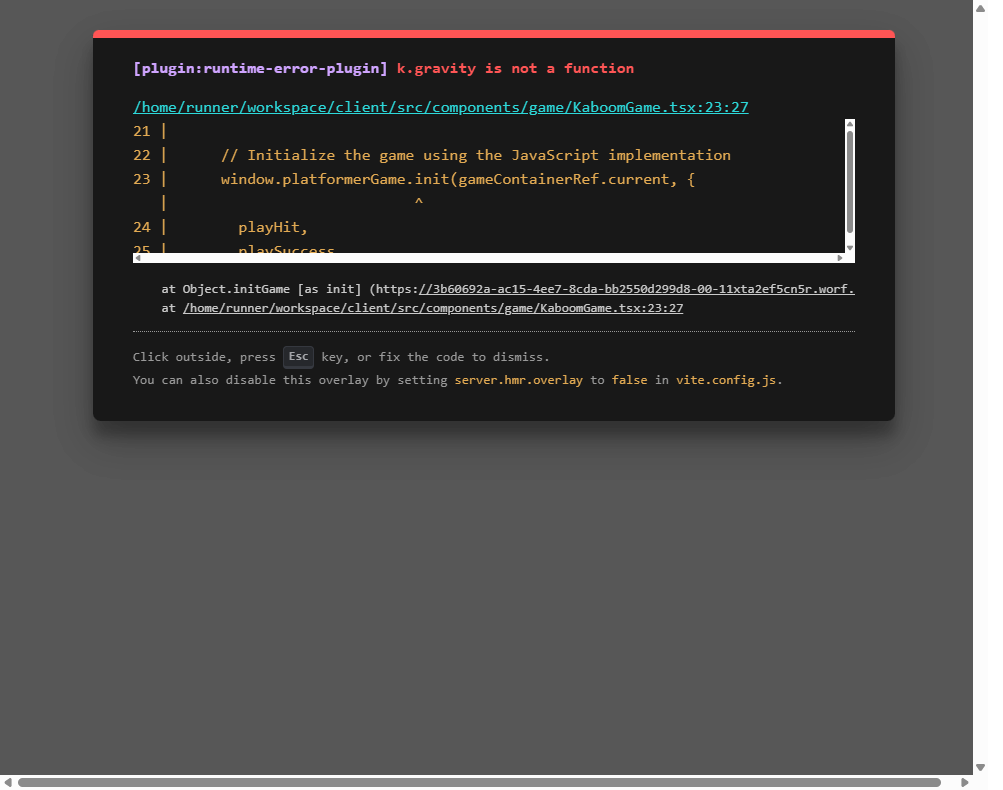 [plugin:runtime-error-plugin] k.gravity is not a function
/home/runner/workspace/client/src/components/game/KaboomGame.tsx:23:27
21 |
22 |      // Initialize the game using the JavaScript implementation
23 |      window.platformerGame.init(gameContainerRef.current, {
   |                            ^
24 |        playHit,
25 |        playSuccess
at Object.initGame [as init] (https://3b60692a-ac15-4ee7-8cda-bb2550d299d8-00-11xta2ef5cn5r.worf.
at /home/runner/workspace/client/src/components/game/KaboomGame.tsx:23:27
Click outside, press Esc key, or fix the code to dismiss.
You can also disable this overlay by setting server.hmr.overlay to false in vite.config.js.